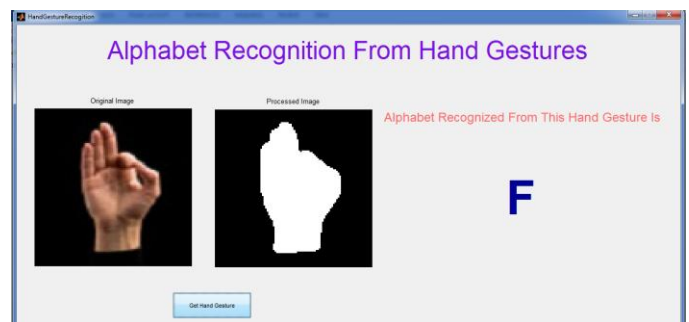 HandGestureRecogition
Alphabet Recognition From Hand Gestures
Original Image
Processed Image
Alphabet Recognized From This Hand Gesture Is
F
Get Hand Gesture